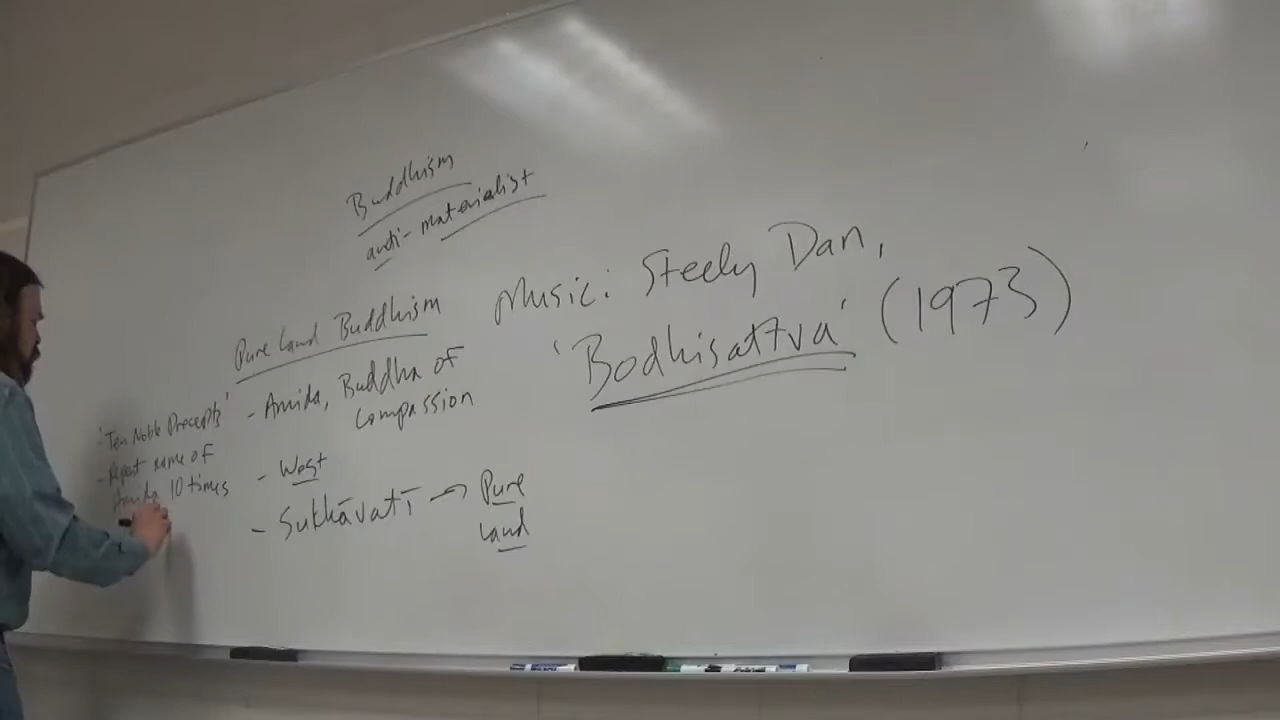 Buddhism
anti-materialist
Music: Steely Dan,
'Bodhisattva' (1973)
Pure Land Buddhism
- Amida, Buddha of
Compassion
- West
- Sukhāvatī → Pure
Land
- 'Ten Noble Precepts'
- Repeat name of
Amida 10 times